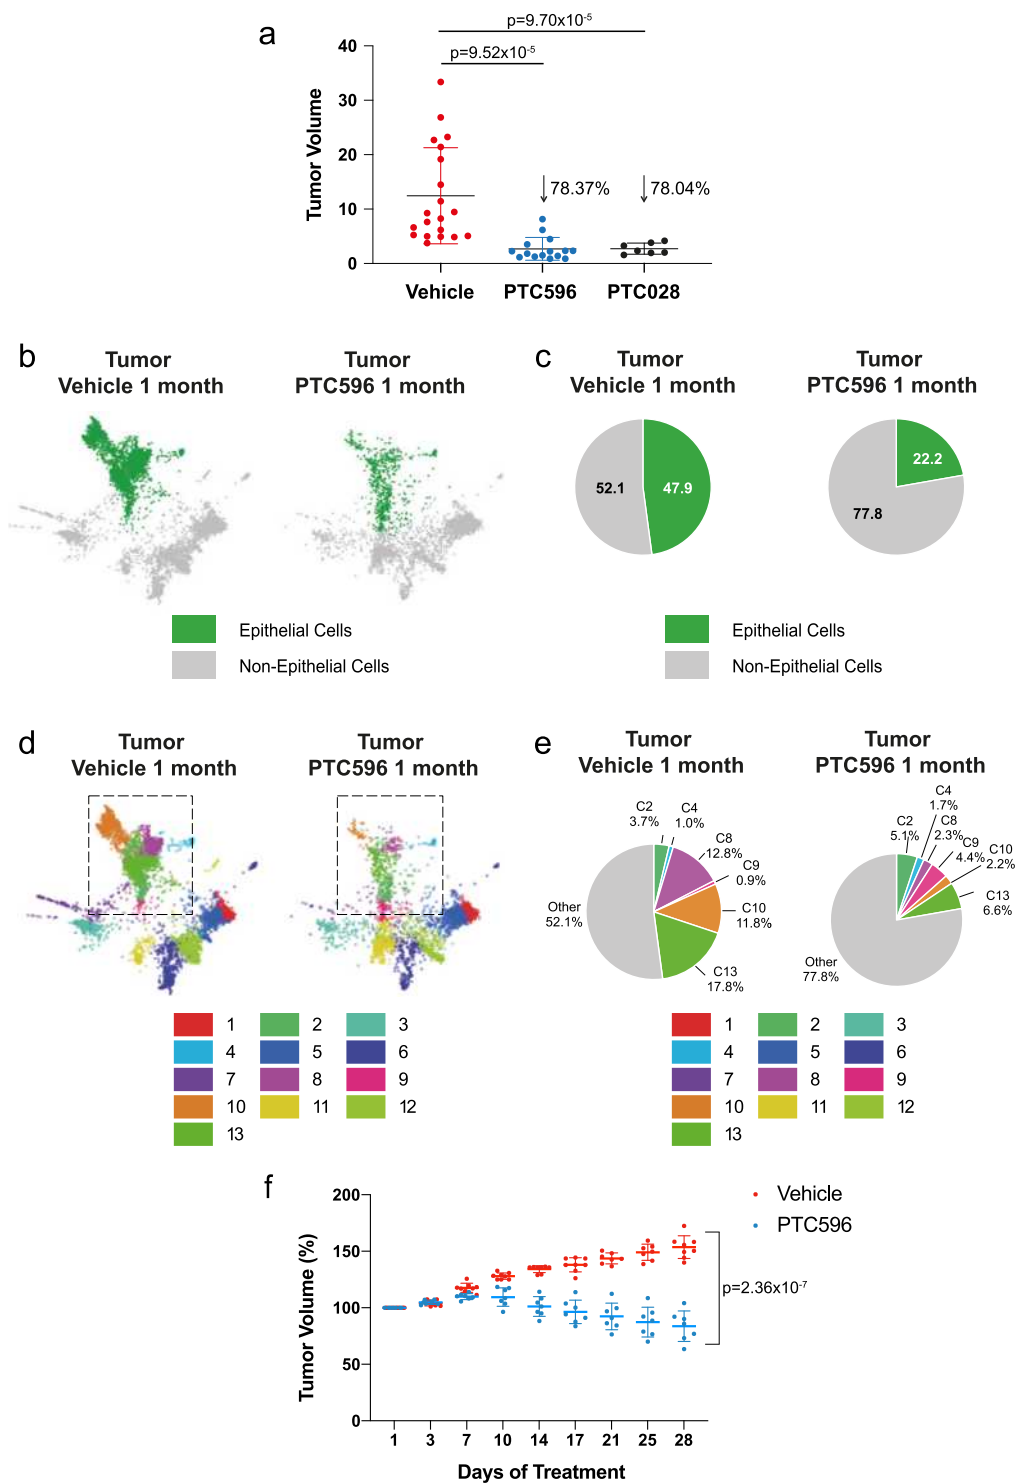 a
p=9.70x10⁻⁵
p=9.52x10⁻⁵
Tumor Volume
40
30
20
10
0
78.37%
78.04%
Vehicle PTC596 PTC028
b
Tumor
Vehicle 1 month
Tumor
PTC596 1 month
Epithelial Cells
Non-Epithelial Cells
c
Tumor
Vehicle 1 month
Tumor
PTC596 1 month
52.1
47.9
22.2
77.8
Epithelial Cells
Non-Epithelial Cells
d
Tumor
Vehicle 1 month
Tumor
PTC596 1 month
1 2 3
4 5 6
7 8 9
10 11 12
13
e
Tumor
Vehicle 1 month
C2
3.7%
C4
1.0%
C8
12.8%
C9
0.9%
C10
11.8%
C13
17.8%
Other
52.1%
Tumor
PTC596 1 month
C4
1.7%
C2
5.1%
C8
2.3%
C9
4.4%
C10
2.2%
C13
6.6%
Other
77.8%
1 2 3
4 5 6
7 8 9
10 11 12
13
f
Tumor Volume (%)
200
150
100
50
0
Vehicle
PTC596
p=2.36x10⁻⁷
1 3 7 10 14 17 21 25 28
Days of Treatment